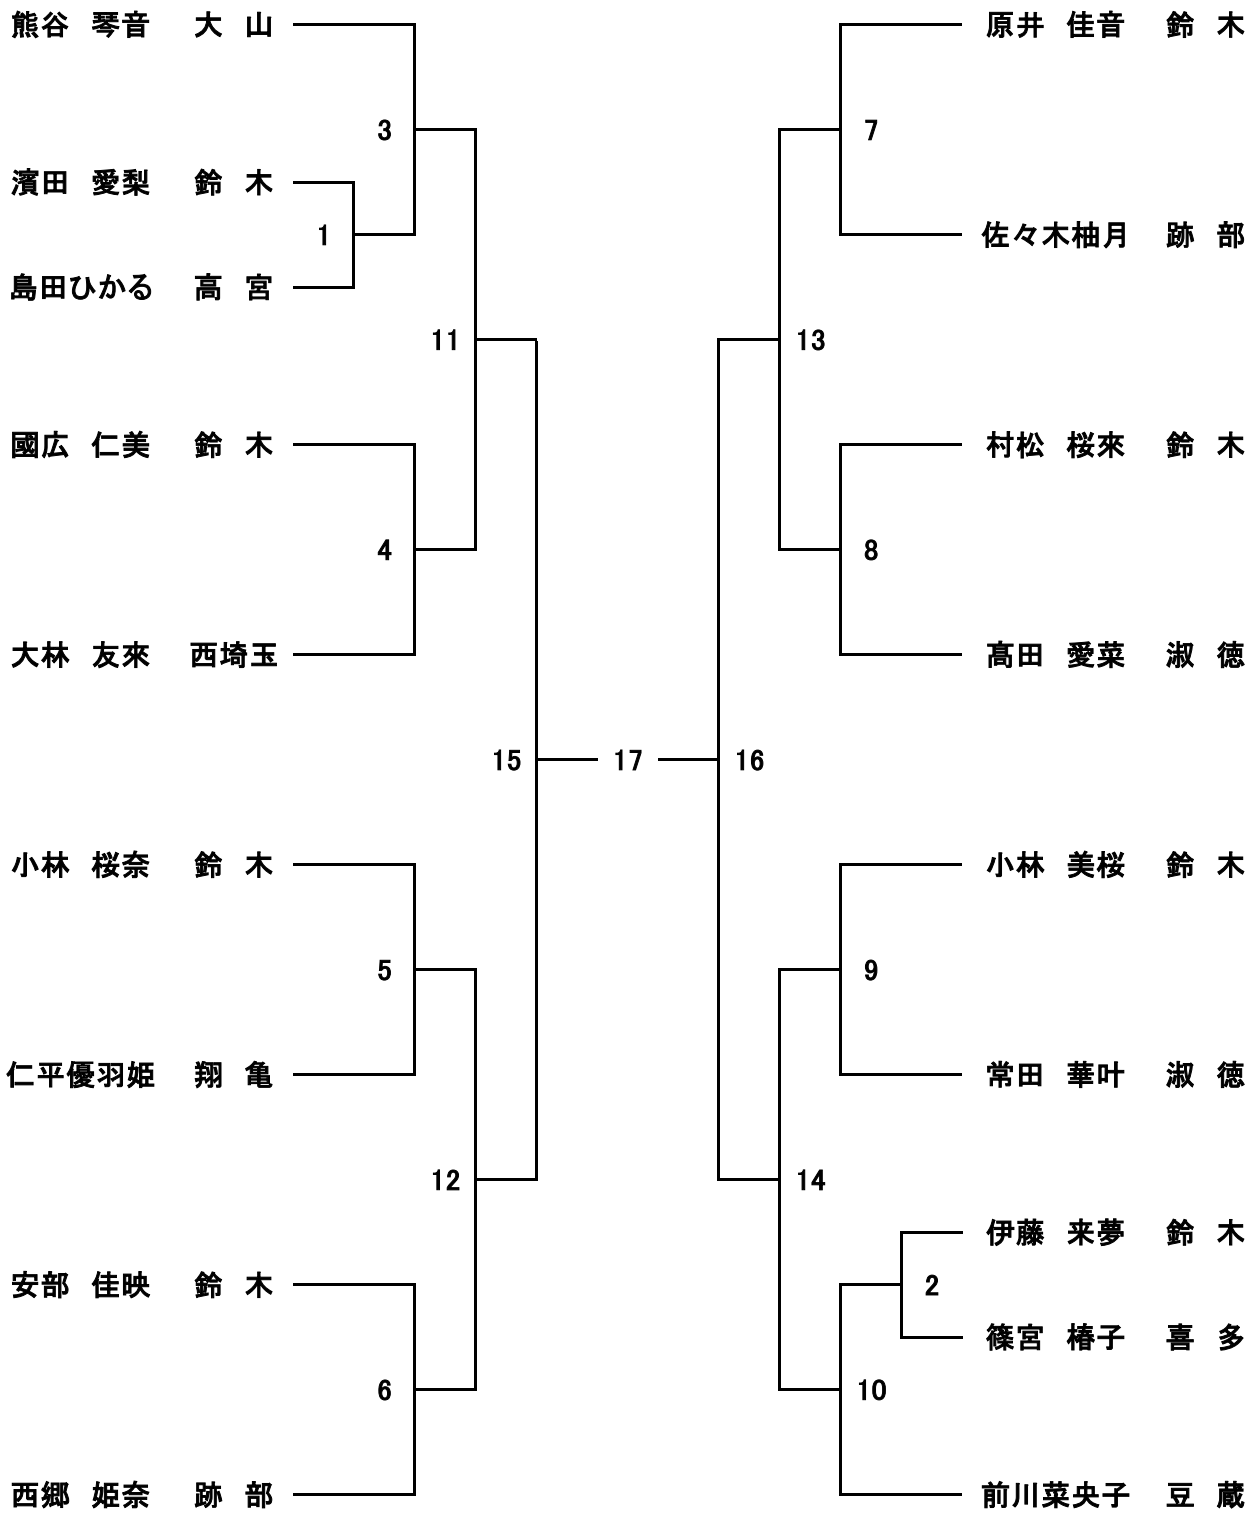 熊谷 琴音 大 山
3
濱田 愛梨 鈴 木
1
島田ひかる 高 宮
11
國広 仁美 鈴 木
4
大林 友來 西埼玉
15
小林 桜奈 鈴 木
5
仁平優羽姫 翔 亀
12
安部 佳映 鈴 木
6
西郷 姫奈 跡 部
17
原井 佳音 鈴 木
7
佐々木柚月 跡 部
13
村松 桜來 鈴 木
8
髙田 愛菜 淑 徳
16
小林 美桜 鈴 木
9
常田 華叶 淑 徳
14
伊藤 来夢 鈴 木
2
篠宮 椿子 喜 多
10
前川菜央子 豆 蔵